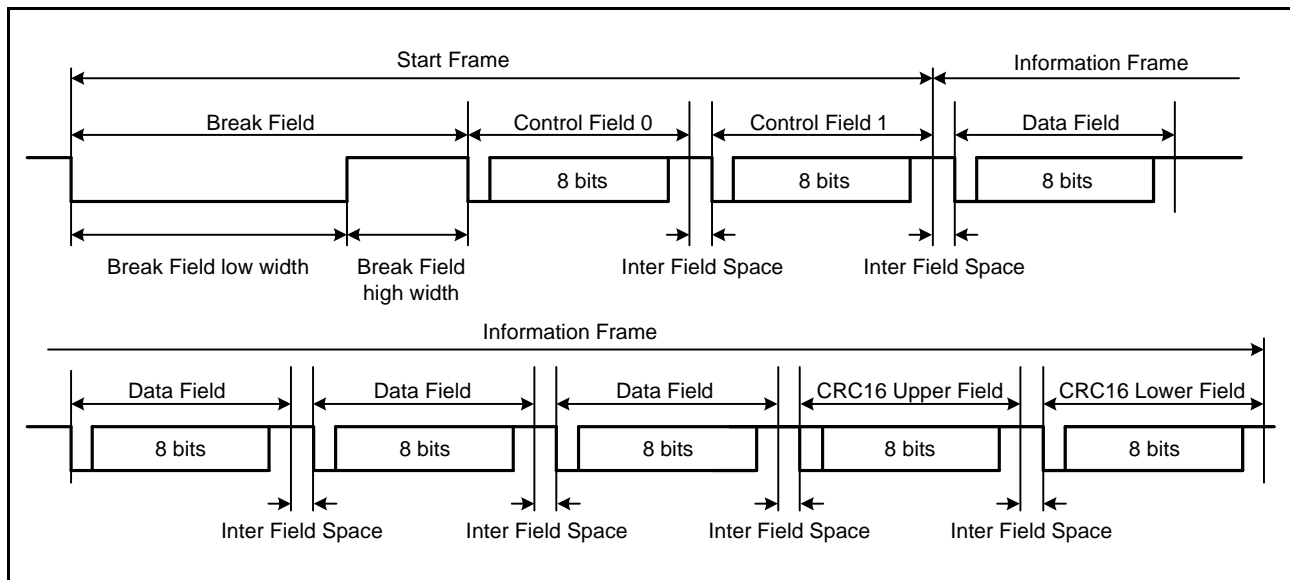 Start Frame
Information Frame
Break Field
Control Field 0
Control Field 1
Data Field
8 bits
8 bits
8 bits
Break Field low width
Break Field
high width
Inter Field Space
Inter Field Space
Information Frame
Data Field
Data Field
Data Field
CRC16 Upper Field
CRC16 Lower Field
8 bits
8 bits
8 bits
8 bits
8 bits
Inter Field Space
Inter Field Space
Inter Field Space
Inter Field Space